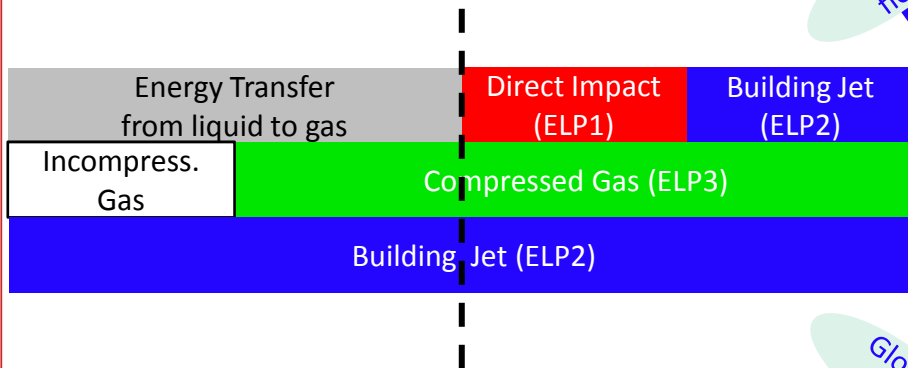 Energy Transfer
from liquid to gas
Direct Impact
(ELP1)
Building Jet
(ELP2)
Incompress.
Gas
Compressed Gas (ELP3)
Building Jet (ELP2)